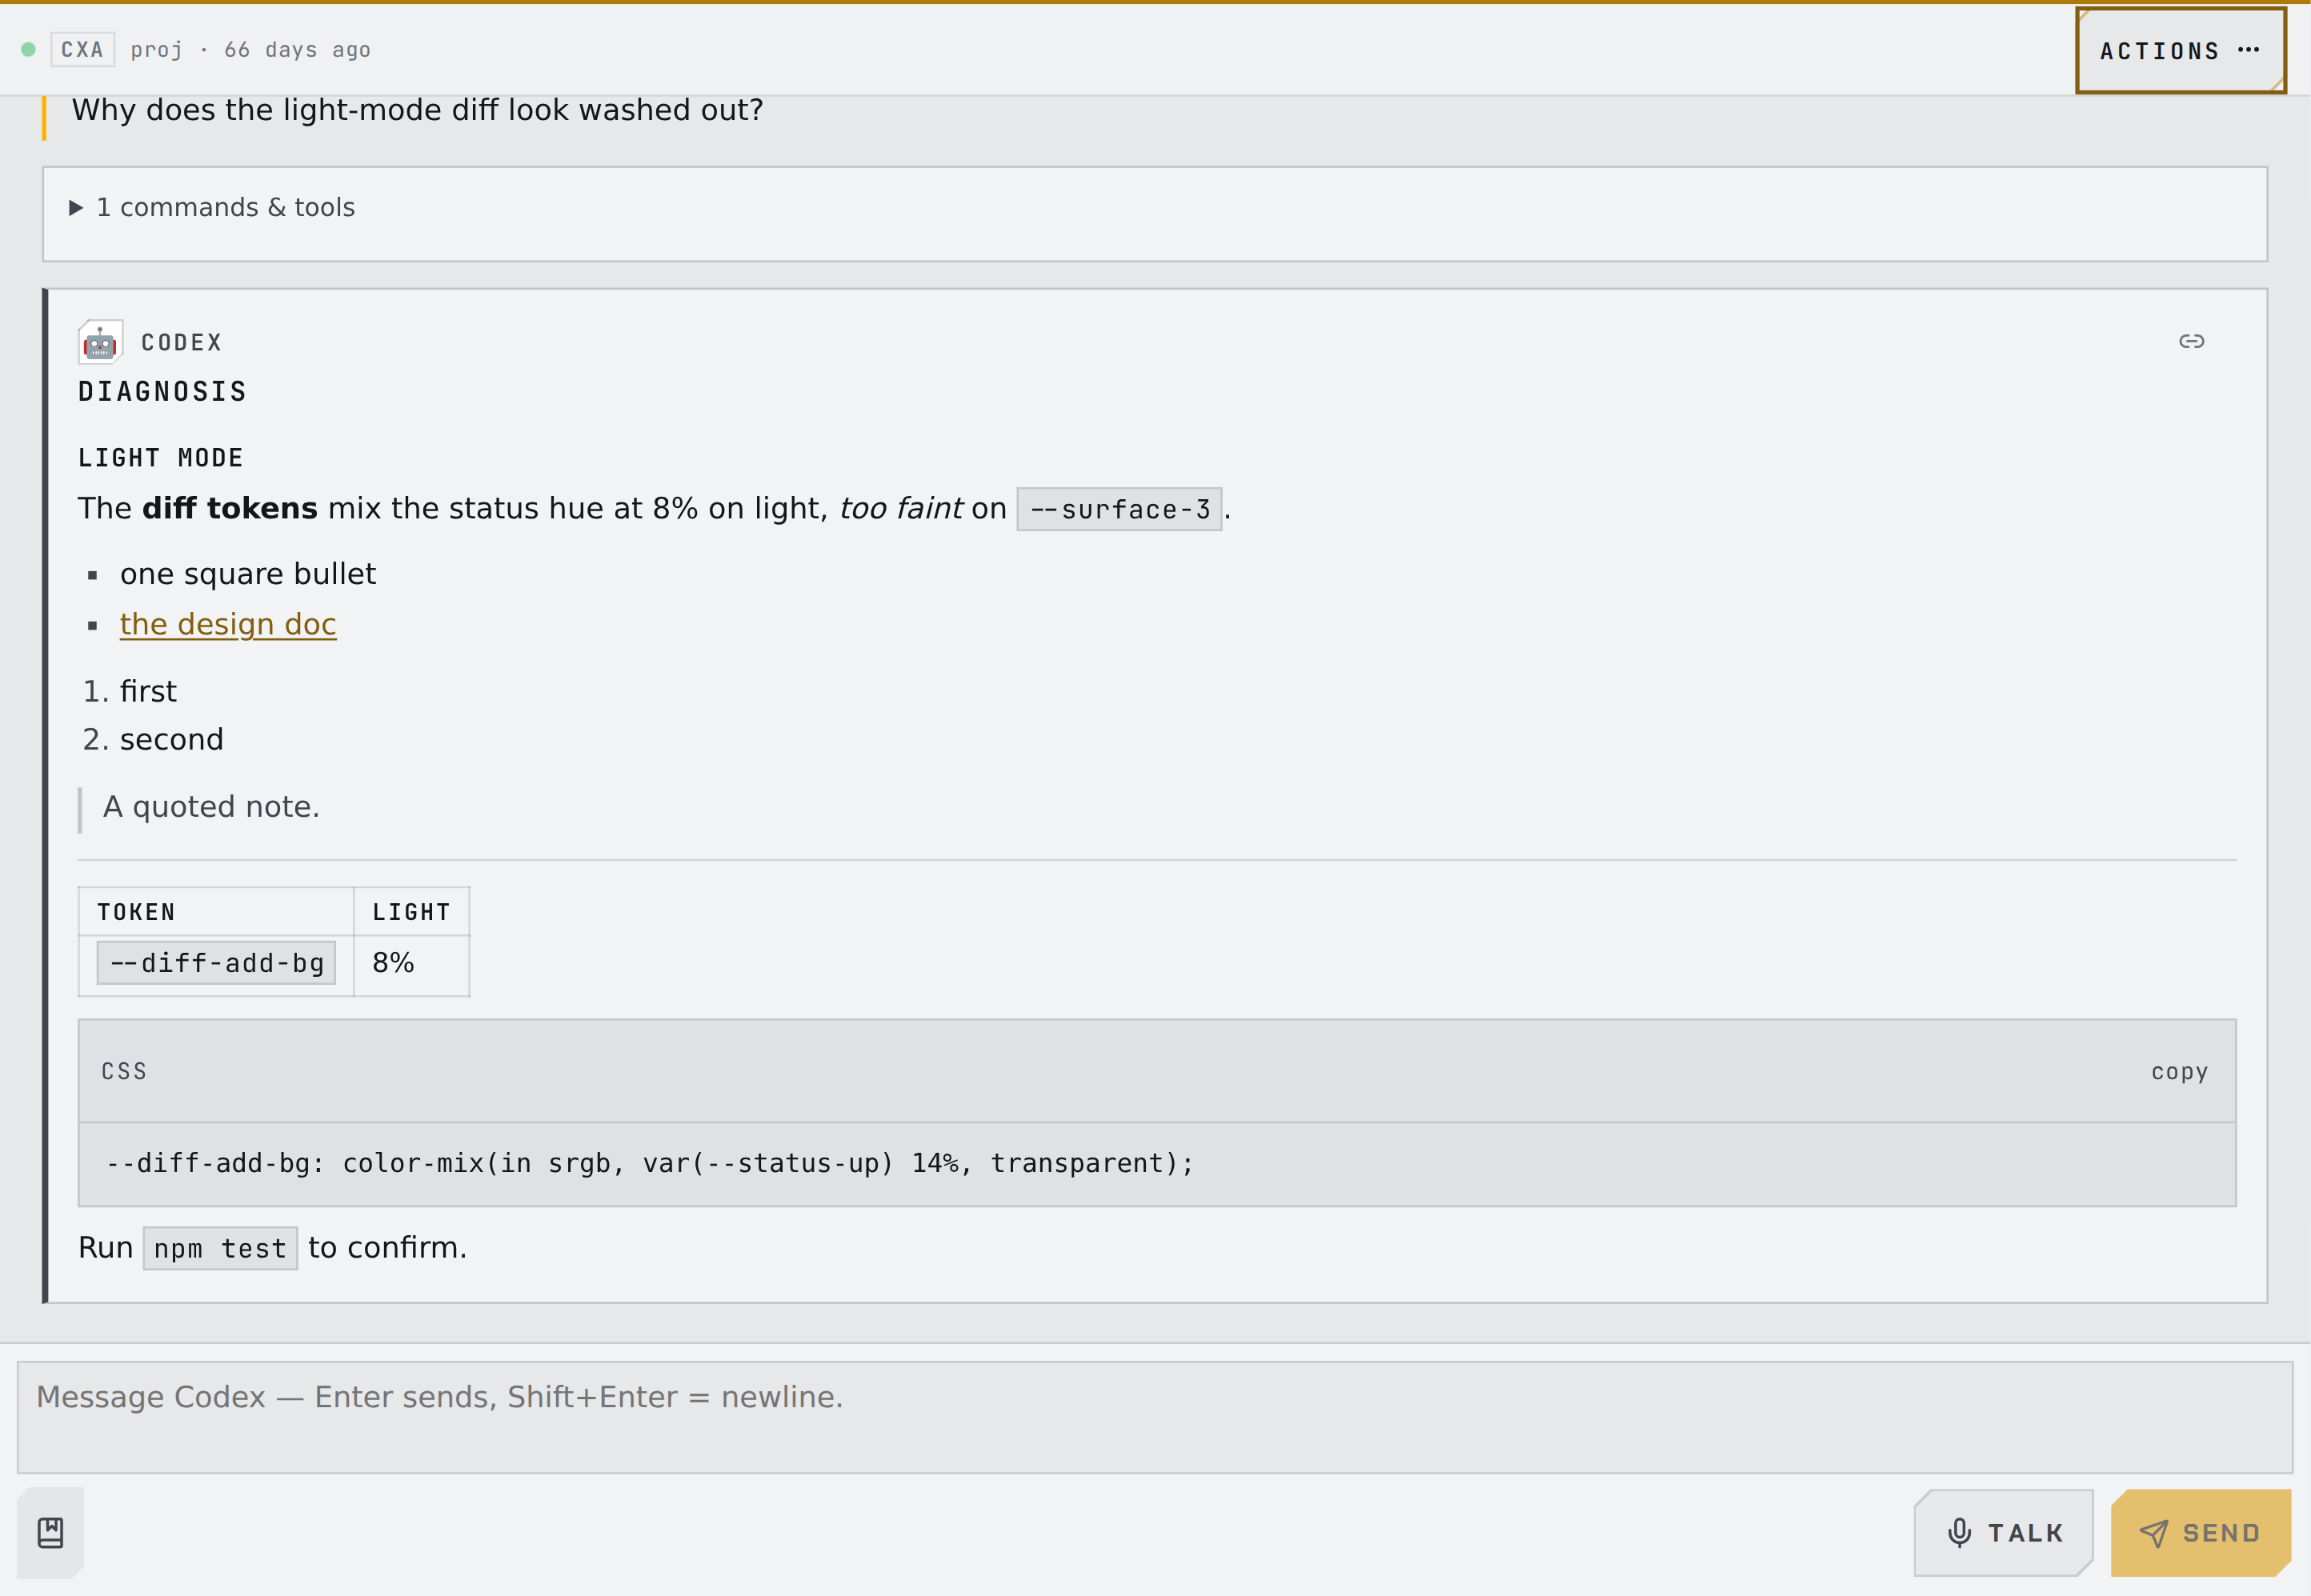 CXA proj · 66 days ago
ACTIONS ···
Why does the light-mode diff look washed out?
1 commands & tools
CODEX
DIAGNOSIS
LIGHT MODE
The diff tokens mix the status hue at 8% on light, too faint on --surface-3.
one square bullet
the design doc
1. first
2. second
A quoted note.
TOKEN LIGHT
--diff-add-bg 8%
CSS copy
--diff-add-bg: color-mix(in srgb, var(--status-up) 14%, transparent);
Run npm test to confirm.
Message Codex — Enter sends, Shift+Enter = newline.
TALK SEND